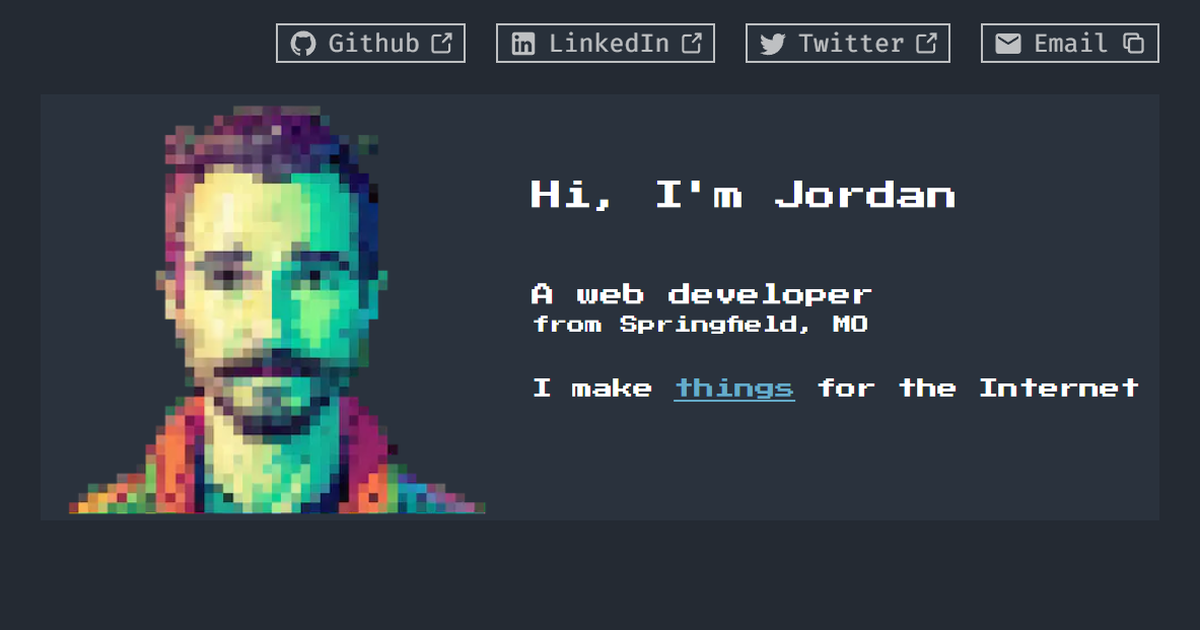 Github LinkedIn Twitter Email
Hi, I'm Jordan
A web developer
from Springfield, MO
I make things for the Internet